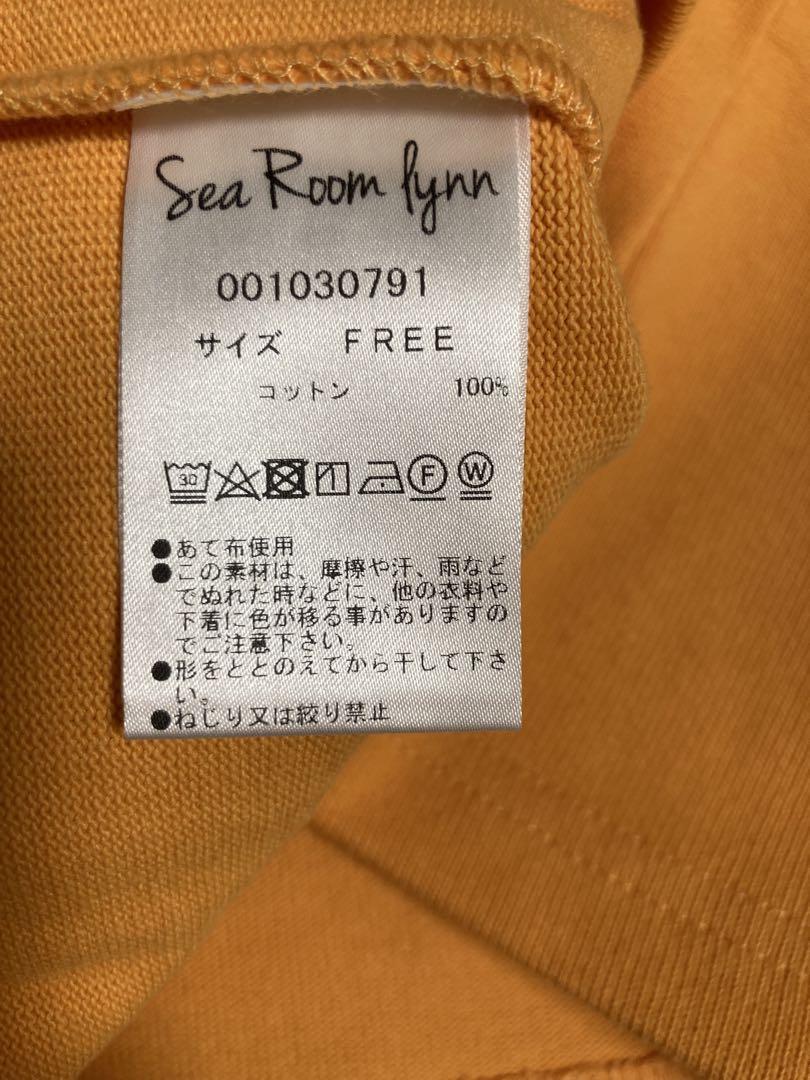 Sea Room lynn
001030791
サイズ FREE
コットン 100%
30 F W
●あて布使用
●この素材は、摩擦や汗、雨など
でぬれた時などに、他の衣料や
下着に色が移る事がありますの
でご注意下さい。
●形をととのえてから干して下さ
い。
●ねじり又は絞り禁止